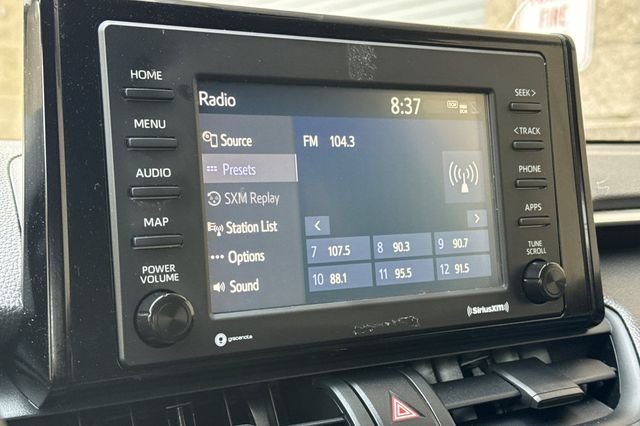 FIRE
HOME
MENU
AUDIO
MAP
POWER
VOLUME
Radio
8:37
Source
FM 104.3
Presets
SXM Replay
Station List
Options
Sound
< >
7 107.5 8 90.3 9 90.7
10 88.1 11 95.5 12 91.5
SEEK >
< TRACK
PHONE
APPS
TUNE
SCROLL
gracenote
((SiriusXM))